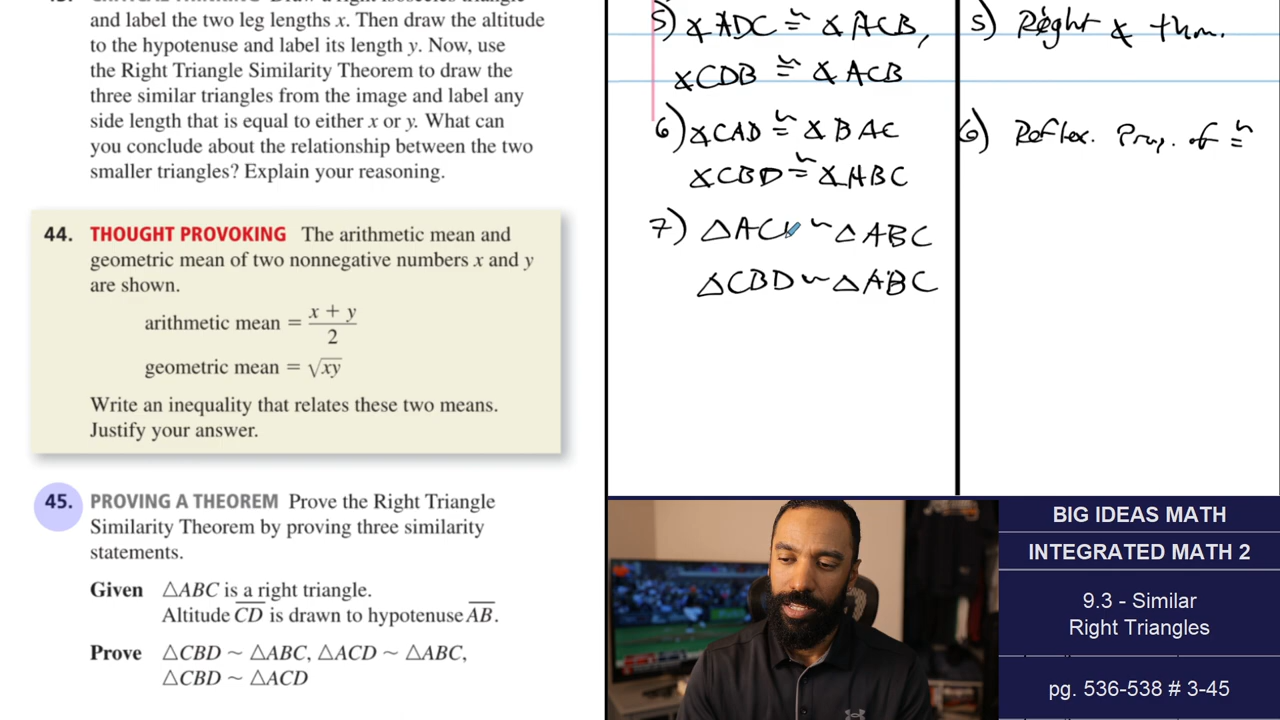 and label the two leg lengths x. Then draw the altitude
to the hypotenuse and label its length y. Now, use
the Right Triangle Similarity Theorem to draw the
three similar triangles from the image and label any
side length that is equal to either x or y. What can
you conclude about the relationship between the two
smaller triangles? Explain your reasoning.
44. THOUGHT PROVOKING The arithmetic mean and
geometric mean of two nonnegative numbers x and y
are shown.
arithmetic mean = x + y / 2
geometric mean = √xy
Write an inequality that relates these two means.
Justify your answer.
45. PROVING A THEOREM Prove the Right Triangle
Similarity Theorem by proving three similarity
statements.
Given △ABC is a right triangle.
Altitude CD is drawn to hypotenuse AB.
Prove △CBD ~ △ABC, △ACD ~ △ABC,
△CBD ~ △ACD
5) ∡ADC ≅ ∡ACB,
∡CDB ≅ ∡ACB
6) ∡CAD ≅ ∡BAC
∡CBD ≅ ∡ABC
7) △AC ~ △ABC
△CBD ~ △ABC
5) Right ∡ thm.
6) Reflex. Prop. of ≅
BIG IDEAS MATH
INTEGRATED MATH 2
9.3 - Similar
Right Triangles
pg. 536-538 # 3-45